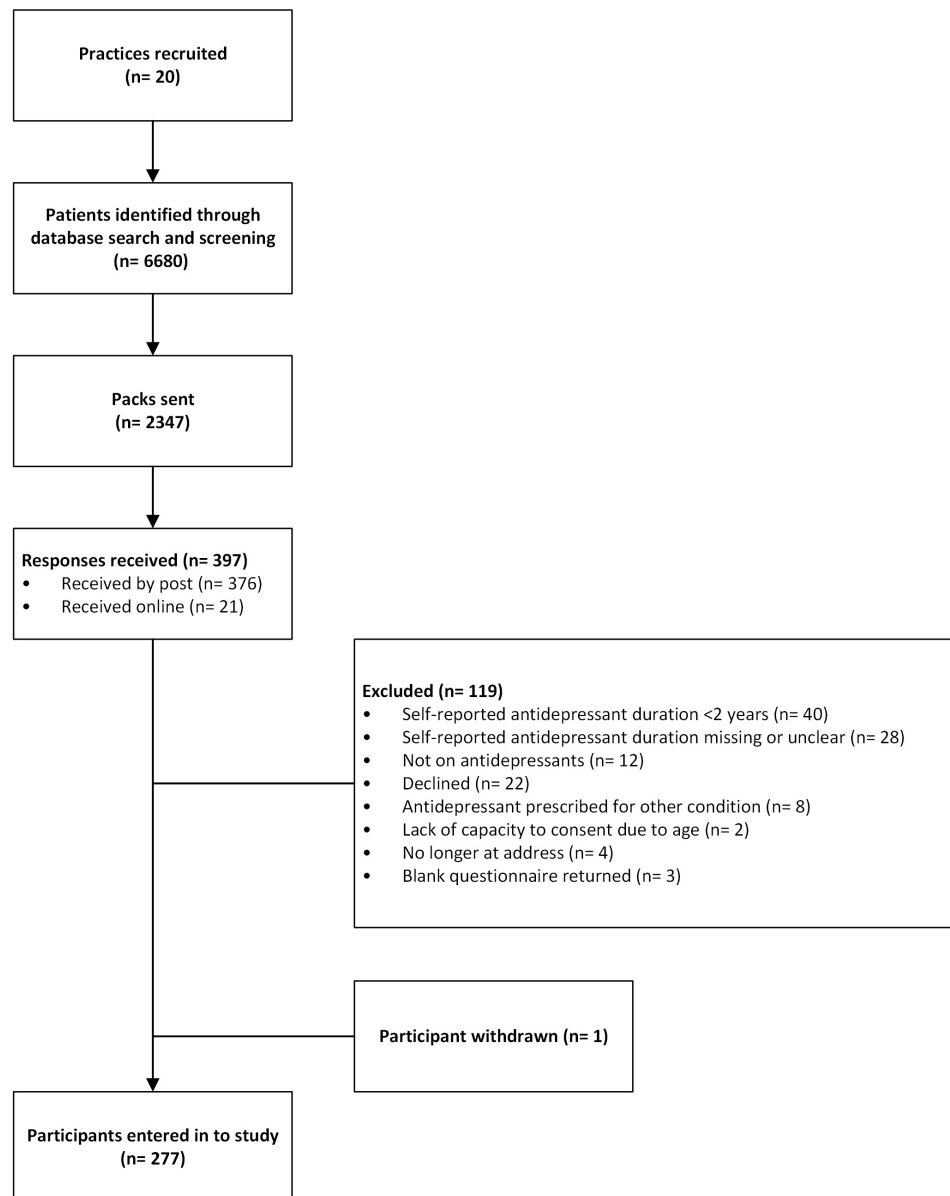 Practices recruited
(n= 20)
Patients identified through
database search and screening
(n= 6680)
Packs sent
(n= 2347)
Responses received (n= 397)
• Received by post (n= 376)
• Received online (n= 21)
Excluded (n= 119)
• Self-reported antidepressant duration <2 years (n= 40)
• Self-reported antidepressant duration missing or unclear (n= 28)
• Not on antidepressants (n= 12)
• Declined (n= 22)
• Antidepressant prescribed for other condition (n= 8)
• Lack of capacity to consent due to age (n= 2)
• No longer at address (n= 4)
• Blank questionnaire returned (n= 3)
Participant withdrawn (n= 1)
Participants entered in to study
(n= 277)